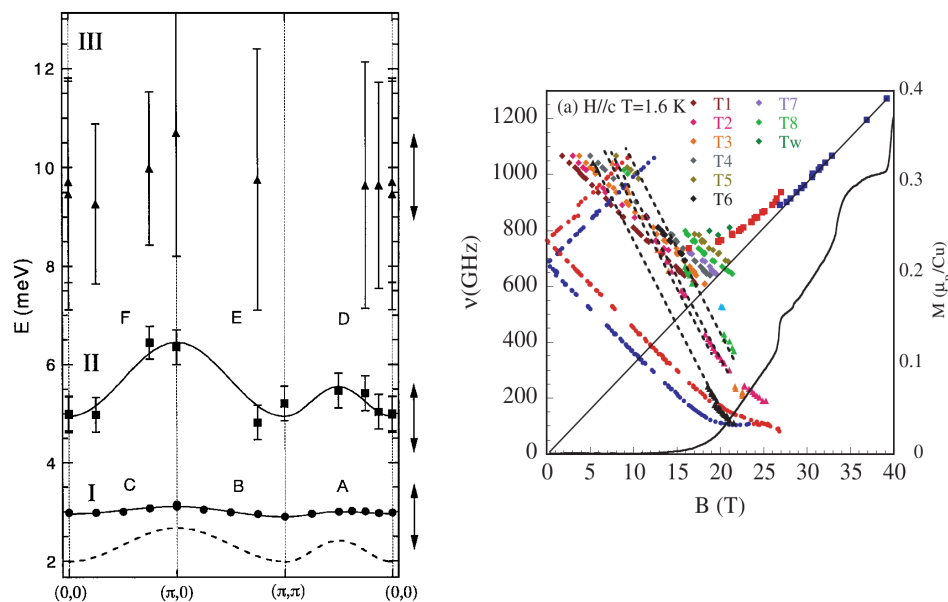 III
12
10
8
6
4
2
E (meV)
F E D
II
I
C B A
(0,0) (π,0) (π,π) (0,0)
(a) H//c T=1.6 K
T1 T7
T2 T8
T3 Tw
T4
T5
T6
1200
1000
800
600
400
200
0
ν(GHz)
0.4
0.3
0.2
0.1
0
M (μB/Cu)
0 5 10 15 20 25 30 35 40
B (T)